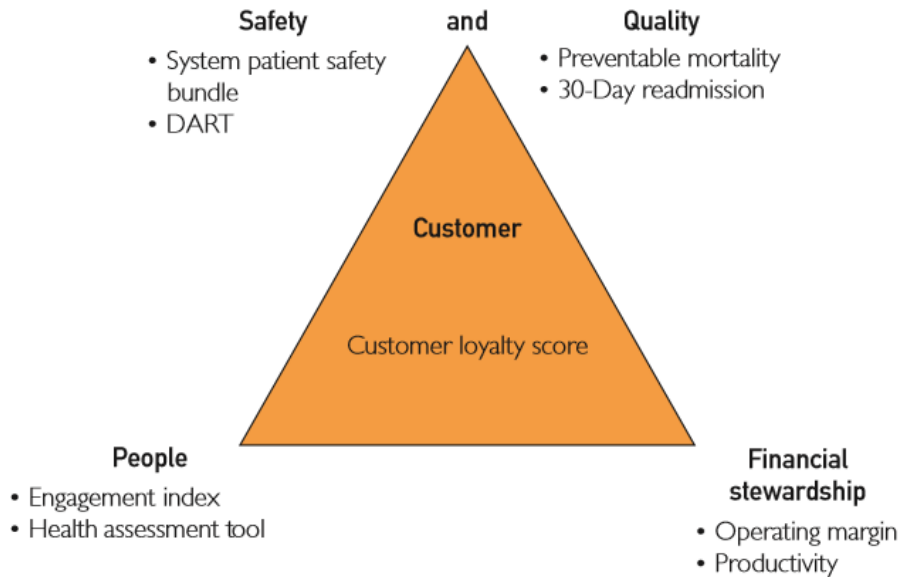 Safety and Quality
• System patient safety
bundle
• DART
• Preventable mortality
• 30-Day readmission
Customer
Customer loyalty score
People
• Engagement index
• Health assessment tool
Financial
stewardship
• Operating margin
• Productivity